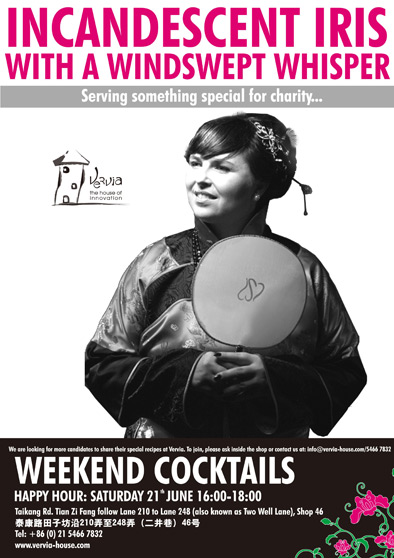 INCANDESCENT IRIS
WITH A WINDSWEPT WHISPER
Serving something special for charity...
Vervia
the house of
innovation
We are looking for more candidates to share their special recipes at Vervia. To join, please ask inside the shop or contact us at: info@vervia-house.com/5466 7832
WEEKEND COCKTAILS
HAPPY HOUR: SATURDAY 21st JUNE 16:00-18:00
Taikang Rd. Tian Zi Fang follow Lane 210 to Lane 248 (also known as Two Well Lane), Shop 46
泰康路田子坊沿210弄至248弄（二井巷）46号
Tel: +86 (0) 21 5466 7832
www.vervia-house.com